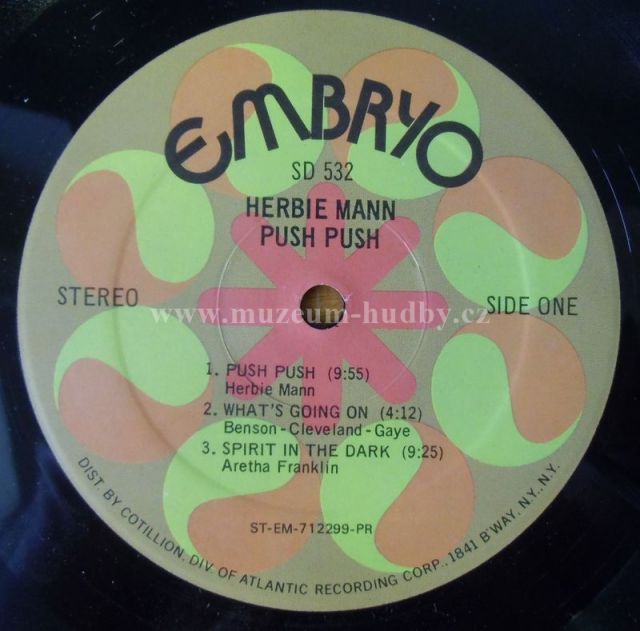 EMBRYO
SD 532
HERBIE MANN
PUSH PUSH
STEREO
SIDE ONE
www.muzeum-hudby.cz
1. PUSH PUSH (9:55)
Herbie Mann
2. WHAT'S GOING ON (4:12)
Benson-Cleveland-Gaye
3. SPIRIT IN THE DARK (9:25)
Aretha Franklin
ST-EM-712299-PR
DIST. BY COTILLION, DIV. OF ATLANTIC RECORDING CORP., 1841 B'WAY, N.Y., N.Y.